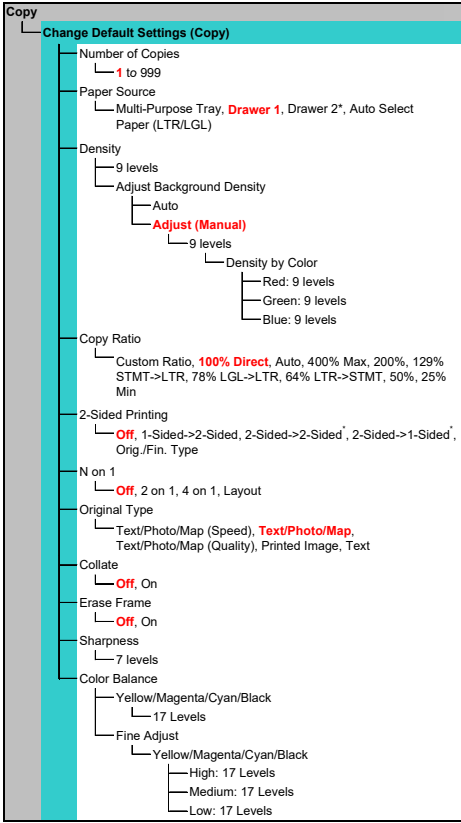 Copy
Change Default Settings (Copy)
Number of Copies
1 to 999
Paper Source
Multi-Purpose Tray, Drawer 1, Drawer 2*, Auto Select
Paper (LTR/LGL)
Density
9 levels
Adjust Background Density
Auto
Adjust (Manual)
9 levels
Density by Color
Red: 9 levels
Green: 9 levels
Blue: 9 levels
Copy Ratio
Custom Ratio, 100% Direct, Auto, 400% Max, 200%, 129%
STMT->LTR, 78% LGL->LTR, 64% LTR->STMT, 50%, 25%
Min
2-Sided Printing
Off, 1-Sided->2-Sided, 2-Sided->2-Sided*, 2-Sided->1-Sided*,
Orig./Fin. Type
N on 1
Off, 2 on 1, 4 on 1, Layout
Original Type
Text/Photo/Map (Speed), Text/Photo/Map,
Text/Photo/Map (Quality), Printed Image, Text
Collate
Off, On
Erase Frame
Off, On
Sharpness
7 levels
Color Balance
Yellow/Magenta/Cyan/Black
17 Levels
Fine Adjust
Yellow/Magenta/Cyan/Black
High: 17 Levels
Medium: 17 Levels
Low: 17 Levels